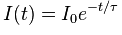 I(t) = I₀e^{-t/τ}